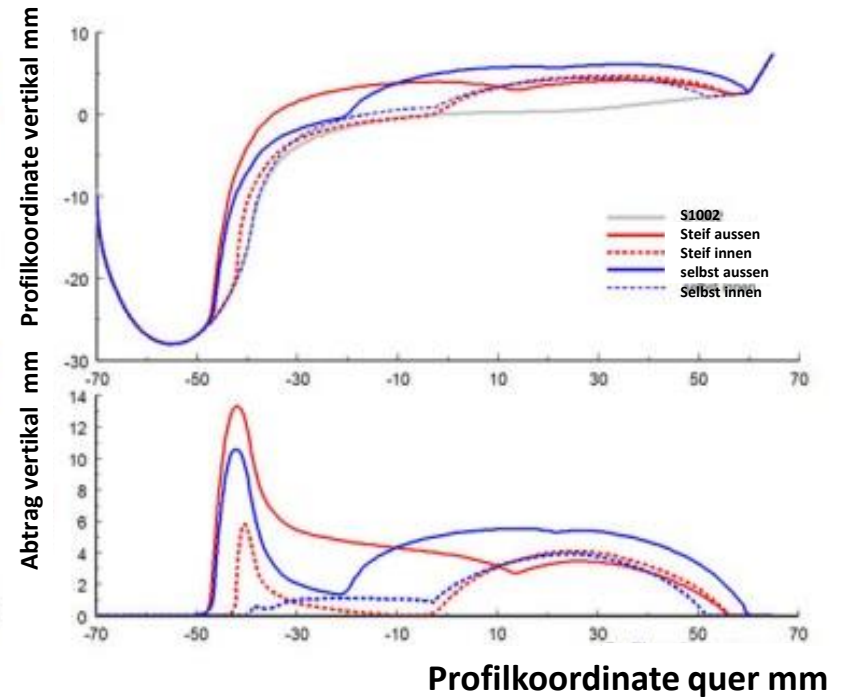 Profilkoordinate vertikal mm
10
0
-10
-20
-30
-70 -50 -30 -10 10 30 50 70
S1002
Steif aussen
Steif innen
selbst aussen
Selbst innen
Abtrag vertikal mm
14
12
10
8
6
4
2
0
-70 -50 -30 -10 10 30 50 70
Profilkoordinate quer mm